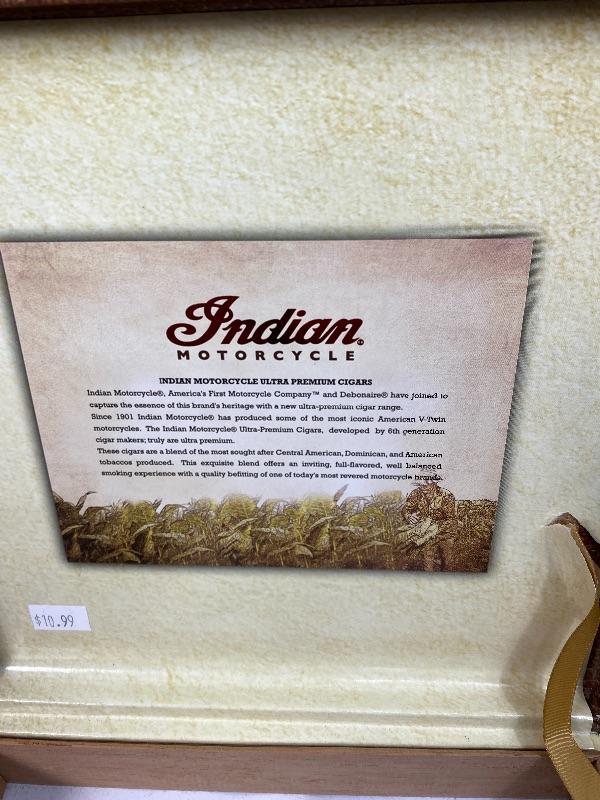 Indian
MOTORCYCLE
INDIAN MOTORCYCLE ULTRA PREMIUM CIGARS
Indian Motorcycle®, America's First Motorcycle Company™ and Debonaire® have joined to
capture the essence of this brand's heritage with a new ultra-premium cigar range.
Since 1901 Indian Motorcycle® has produced some of the most iconic American V-Twin
motorcycles. The Indian Motorcycle® Ultra-Premium Cigars, developed by 6th generation
cigar makers; truly are ultra premium.
These cigars are a blend of the most sought after Central American, Dominican, and American
tobaccos produced. This exquisite blend offers an inviting, full-flavored, well balanced
smoking experience with a quality befitting of one of today's most revered motorcycle brands.
$10.99